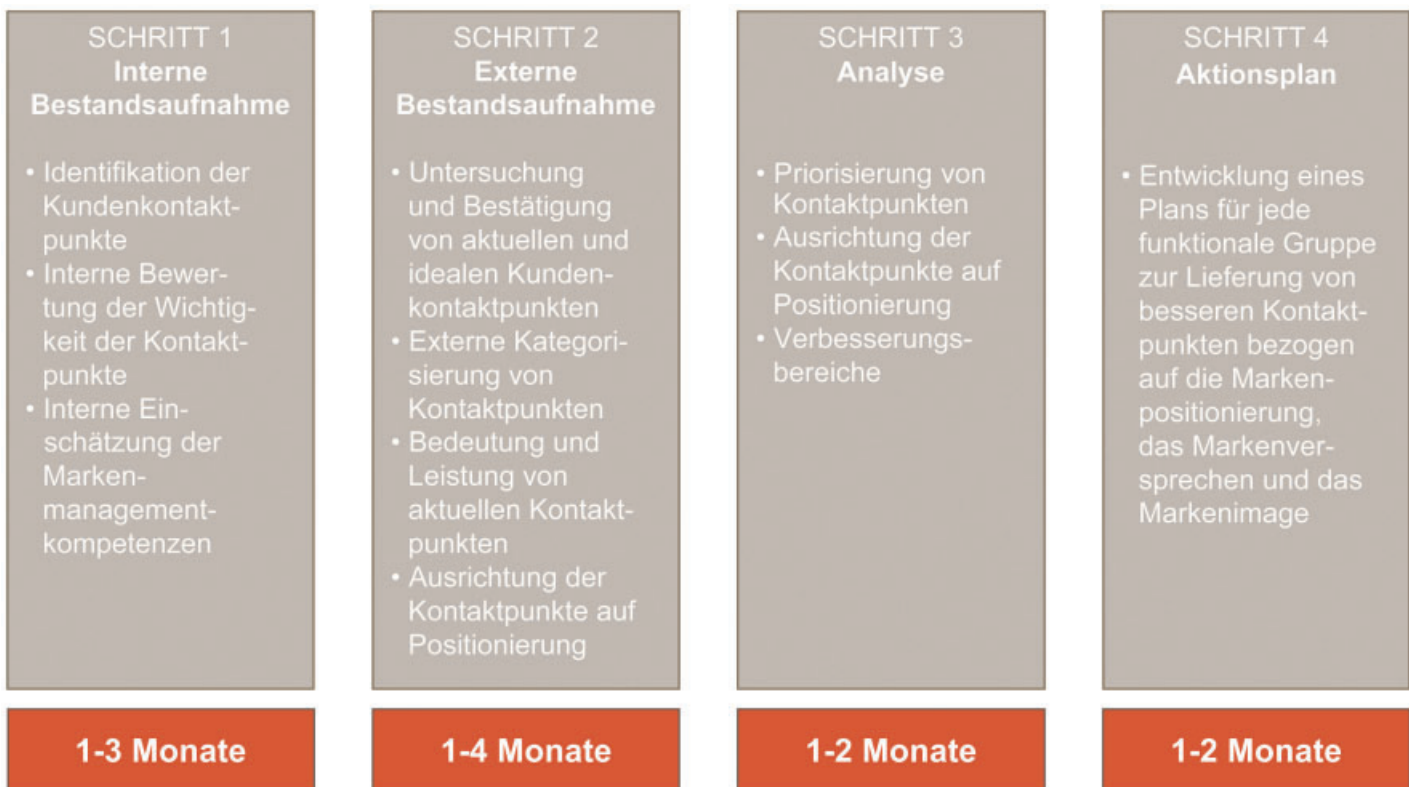 SCHRITT 1
Interne
Bestandsaufnahme
• Identifikation der
Kundenkontakt-
punkte
• Interne Bewer-
tung der Wichtig-
keit der Kontakt-
punkte
• Interne Ein-
schätzung der
Marken-
management-
kompetenzen
1-3 Monate
SCHRITT 2
Externe
Bestandsaufnahme
• Untersuchung
und Bestätigung
von aktuellen und
idealen Kunden-
kontaktpunkten
• Externe Kategori-
sierung von
Kontaktpunkten
• Bedeutung und
Leistung von
aktuellen Kontakt-
punkten
• Ausrichtung der
Kontaktpunkte auf
Positionierung
1-4 Monate
SCHRITT 3
Analyse
• Priorisierung von
Kontaktpunkten
• Ausrichtung der
Kontaktpunkte auf
Positionierung
• Verbesserungs-
bereiche
1-2 Monate
SCHRITT 4
Aktionsplan
• Entwicklung eines
Plans für jede
funktionale Gruppe
zur Lieferung von
besseren Kontakt-
punkten bezogen
auf die Marken-
positionierung,
das Markenver-
sprechen und das
Markenimage
1-2 Monate